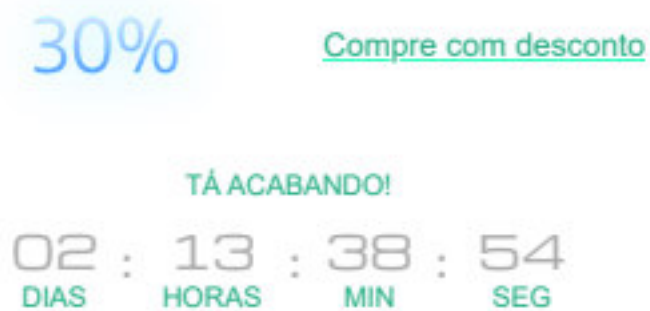 30%
Compre com desconto
TÁ ACABANDO!
02 : 13 : 38 : 54
DIAS HORAS MIN SEG